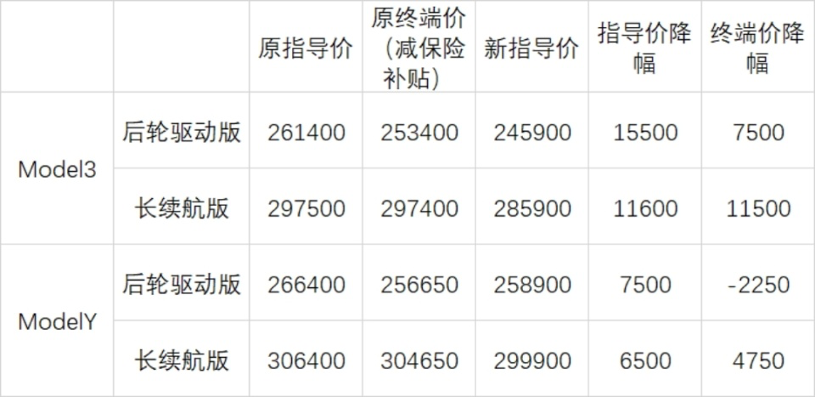 原指导价 原终端价（减保险补贴） 新指导价 指导价降幅 终端价降幅
Model3 后轮驱动版 261400 253400 245900 15500 7500
长续航版 297500 297400 285900 11600 11500
ModelY 后轮驱动版 266400 256650 258900 7500 -2250
长续航版 306400 304650 299900 6500 4750